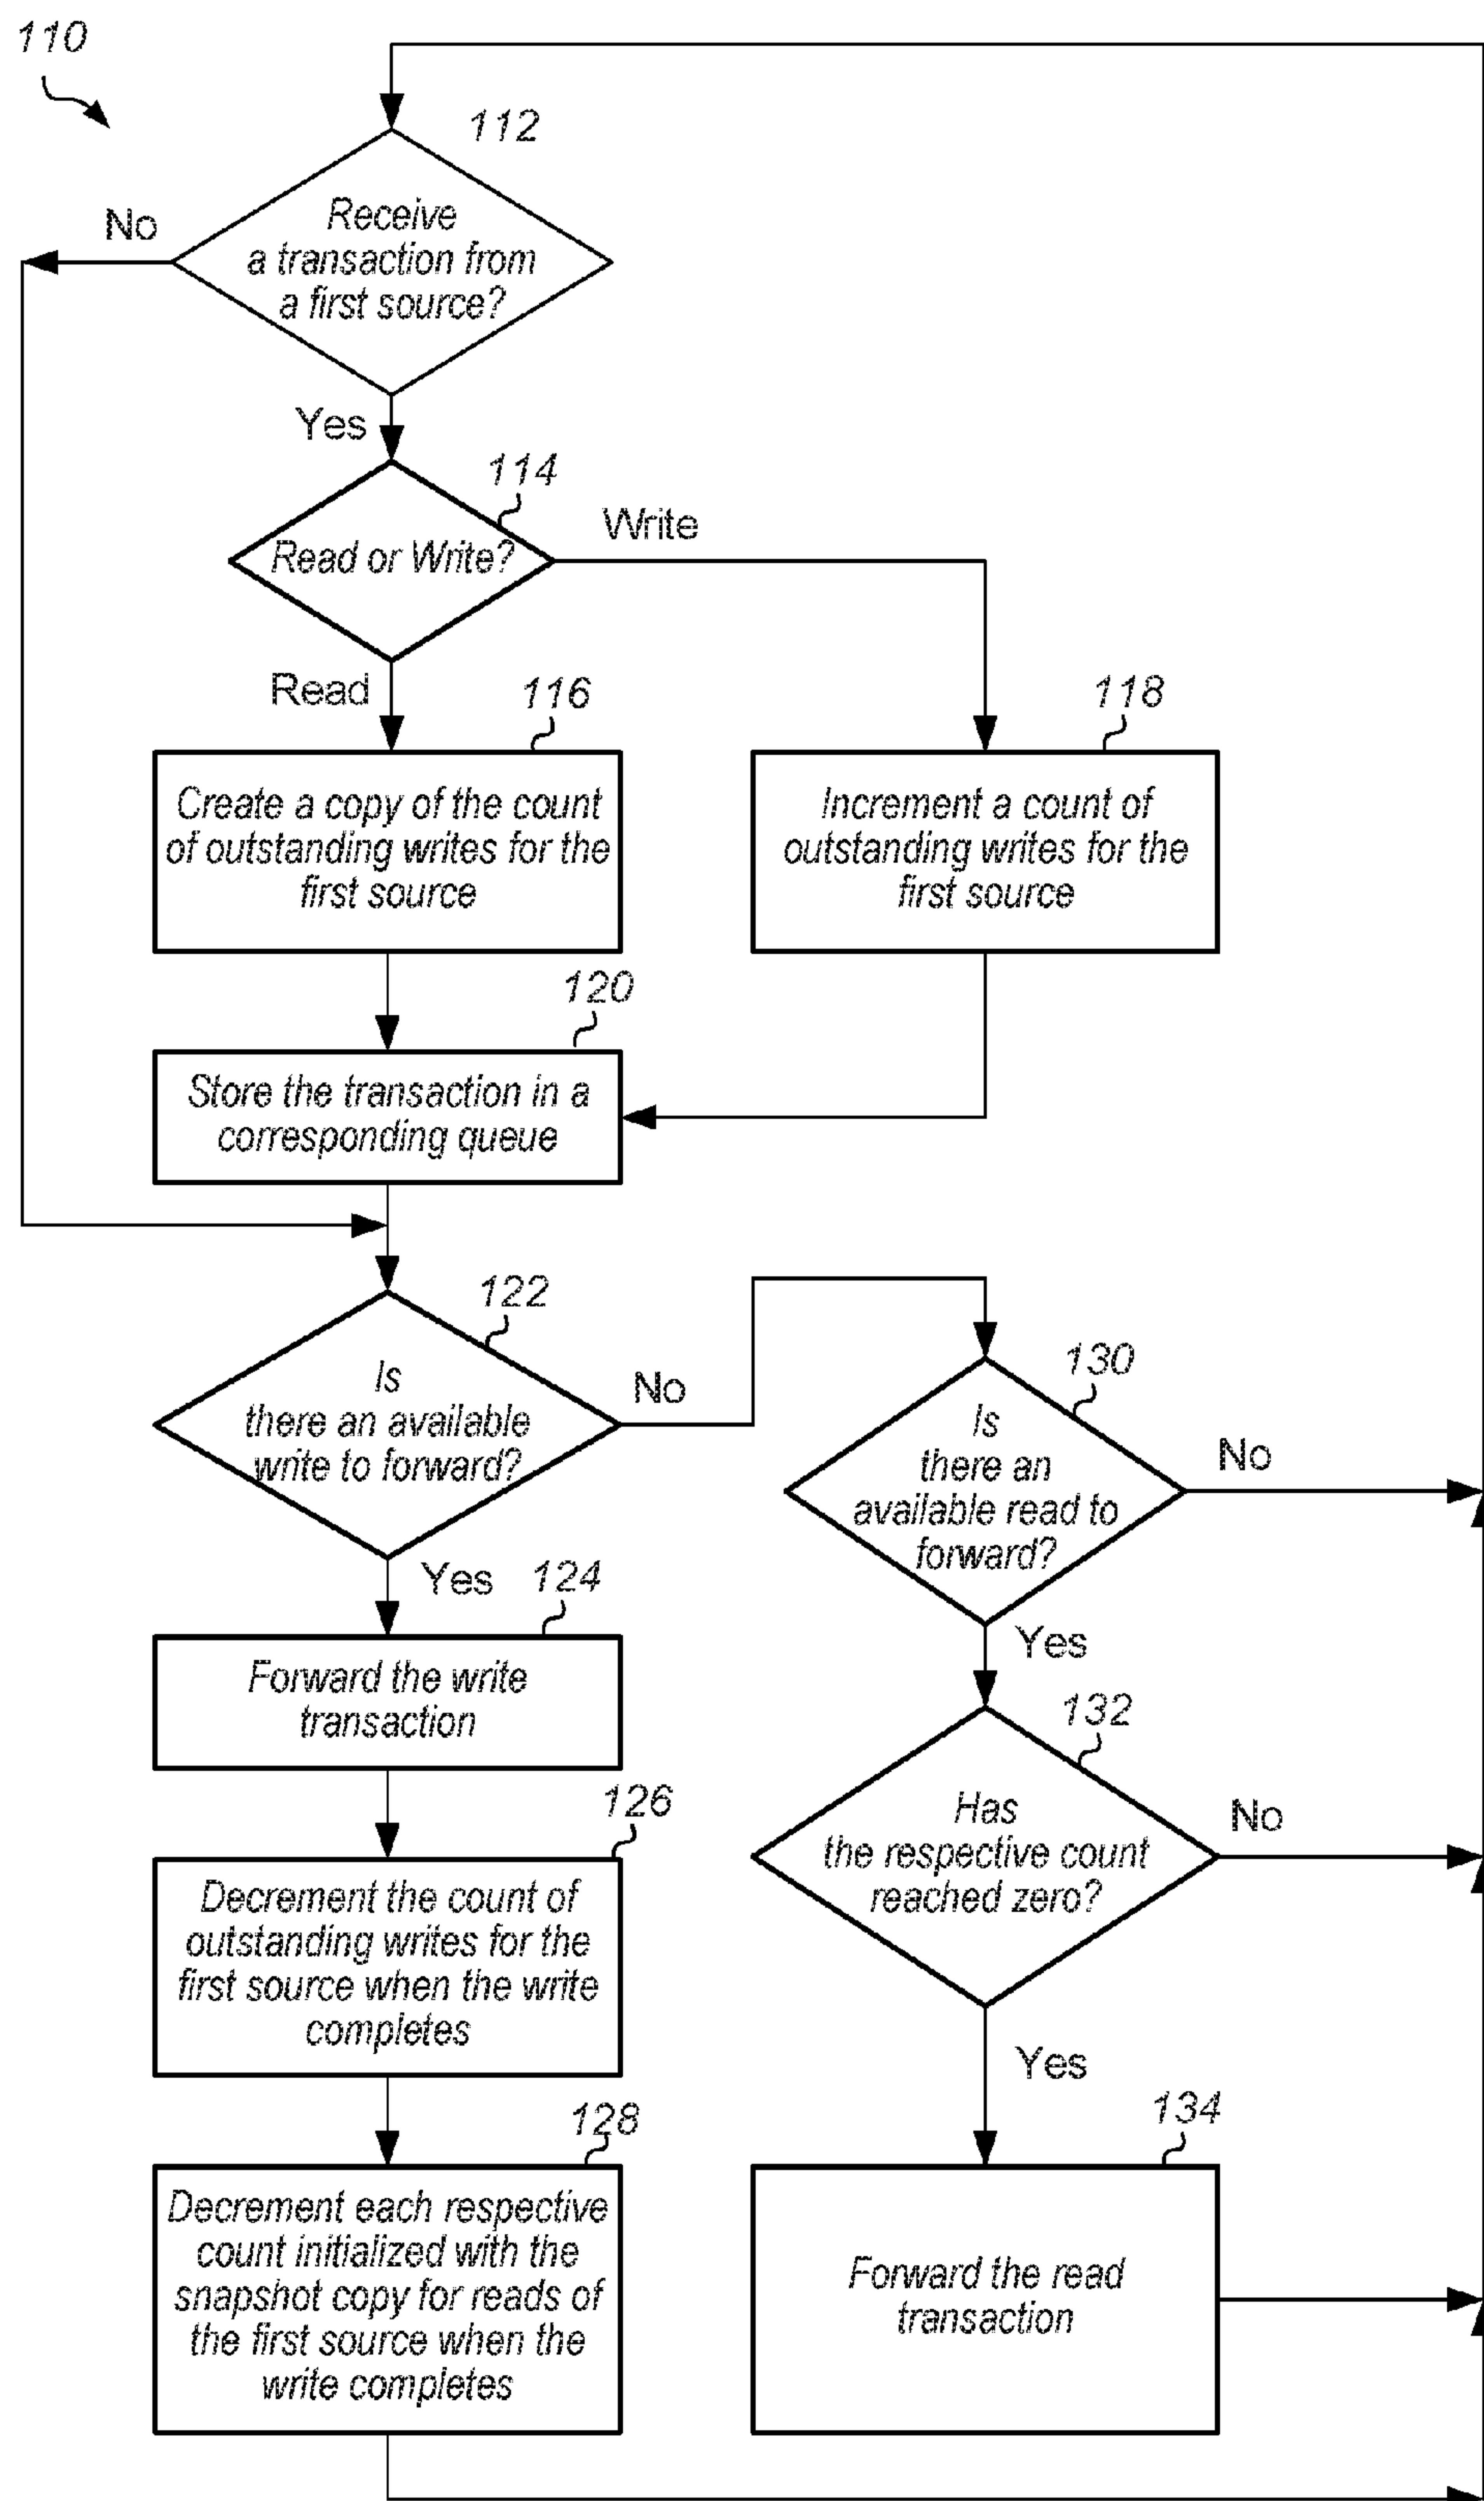 110
112
No
Receive
a transaction from
a first source?
Yes
114
Write
Read or Write?
Read
116
118
Create a copy of the count
of outstanding writes for the
first source
Increment a count of
outstanding writes for the
first source
120
Store the transaction in a
corresponding queue
122
Is
there an available
write to forward?
No
130
Is
there an
available read to
forward?
No
Yes
124
Yes
Forward the write
transaction
132
Has
the respective count
reached zero?
No
126
Decrement the count of
outstanding writes for the
first source when the write
completes
Yes
128
134
Decrement each respective
count initialized with the
snapshot copy for reads of
the first source when the
write completes
Forward the read
transaction